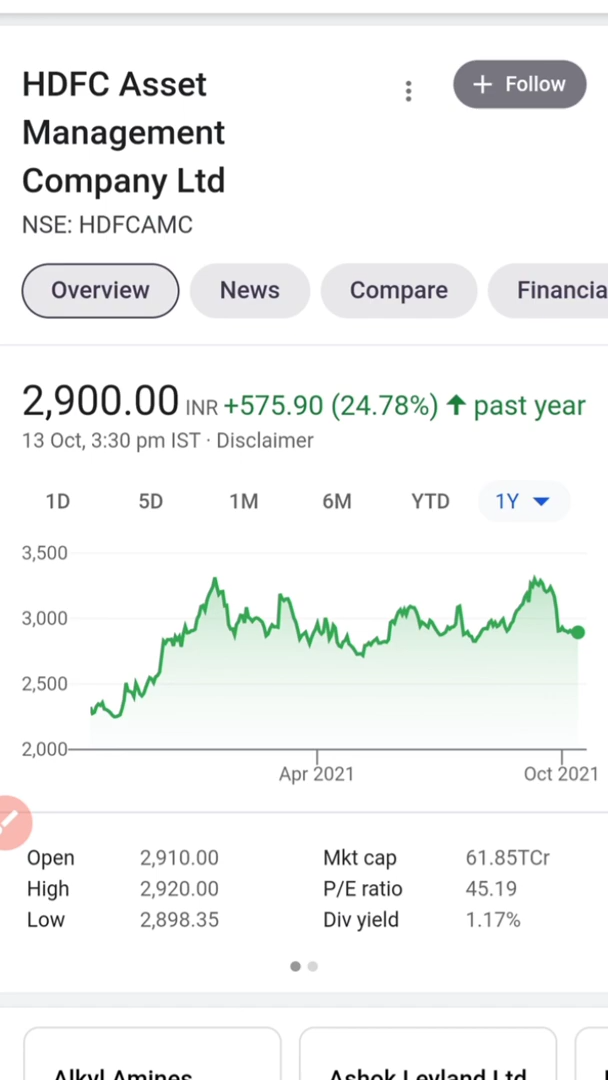 HDFC Asset
Management
Company Ltd
+ Follow
NSE: HDFCAMC
Overview News Compare Financia
2,900.00 INR +575.90 (24.78%) ↑ past year
13 Oct, 3:30 pm IST · Disclaimer
1D 5D 1M 6M YTD 1Y
3,500
3,000
2,500
2,000
Apr 2021 Oct 2021
Open 2,910.00 Mkt cap 61.85TCr
High 2,920.00 P/E ratio 45.19
Low 2,898.35 Div yield 1.17%
Alkyl Amines Ashok Leyland Ltd